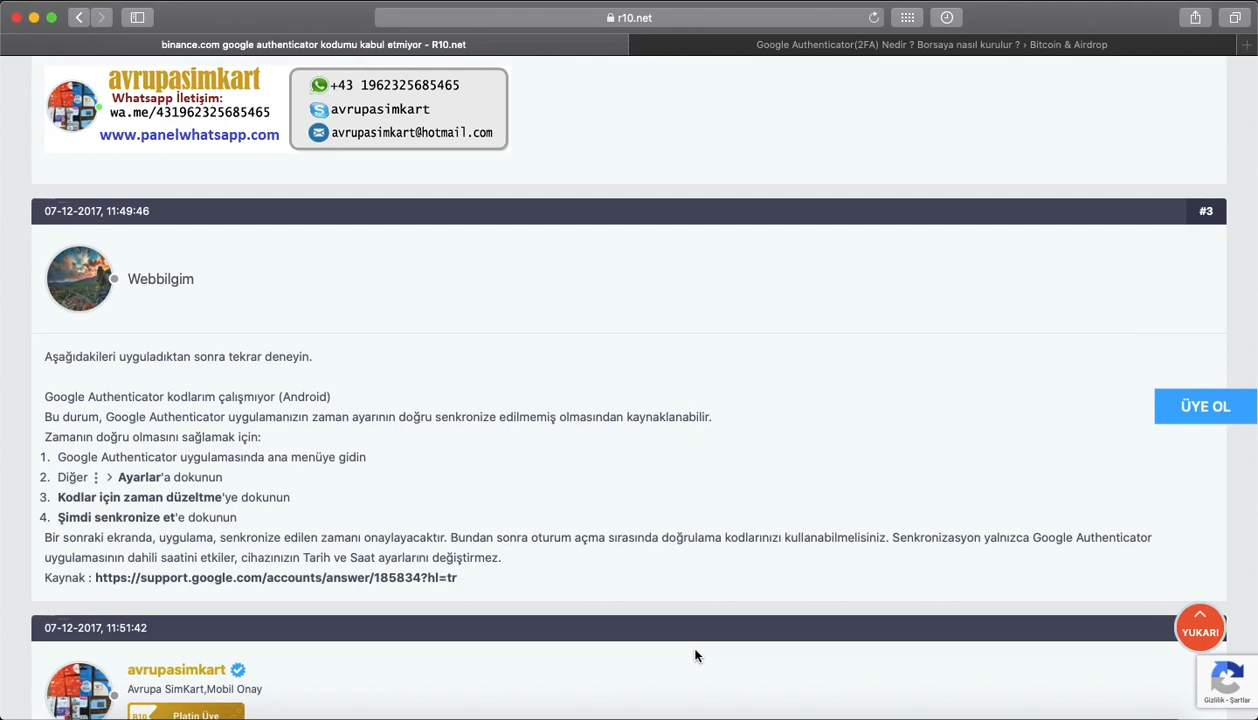 r10.net
binance.com google authenticator kodumu kabul etmiyor - R10.net
Google Authenticator(2FA) Nedir ? Borsaya nasıl kurulur ? › Bitcoin & Airdrop
avrupasimkart
Whatsapp İletişim:
wa.me/431962325685465
www.panelwhatsapp.com
+43 1962325685465
avrupasimkart
avrupasimkart@hotmail.com
07-12-2017, 11:49:46
#3
Webbilgim
Aşağıdakileri uyguladıktan sonra tekrar deneyin.
Google Authenticator kodlarım çalışmıyor (Android)
Bu durum, Google Authenticator uygulamanızın zaman ayarının doğru senkronize edilmemiş olmasından kaynaklanabilir.
Zamanın doğru olmasını sağlamak için:
1. Google Authenticator uygulamasında ana menüye gidin
2. Diğer ⋮ > Ayarlar'a dokunun
3. Kodlar için zaman düzeltme'ye dokunun
4. Şimdi senkronize et'e dokunun
Bir sonraki ekranda, uygulama, senkronize edilen zamanı onaylayacaktır. Bundan sonra oturum açma sırasında doğrulama kodlarınızı kullanabilmelisiniz. Senkronizasyon yalnızca Google Authenticator
uygulamasının dahili saatini etkiler, cihazınızın Tarih ve Saat ayarlarını değiştirmez.
Kaynak : https://support.google.com/accounts/answer/185834?hl=tr
ÜYE OL
YUKARI
07-12-2017, 11:51:42
avrupasimkart
Avrupa SimKart,Mobil Onay
R10 Platin Üye
Gizlilik - Şartlar